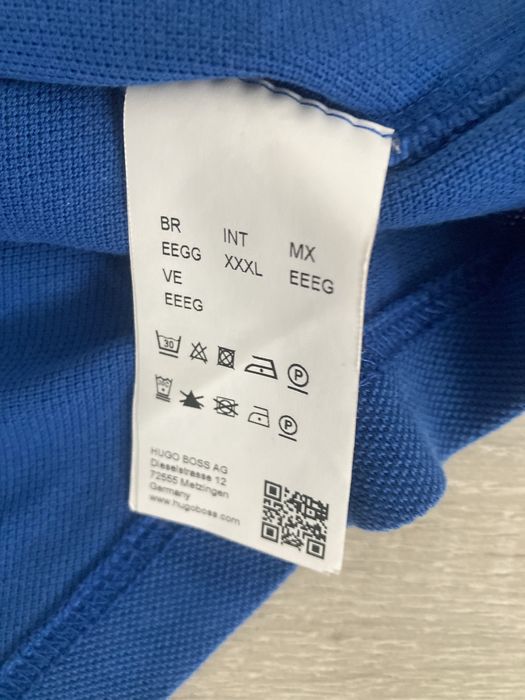 BR
EEGG
VE
EEEG
INT
XXXL
MX
EEEG
30
P
P
HUGO BOSS AG
Dieselstrasse 12
72555 Metzingen
Germany
www.hugoboss.com